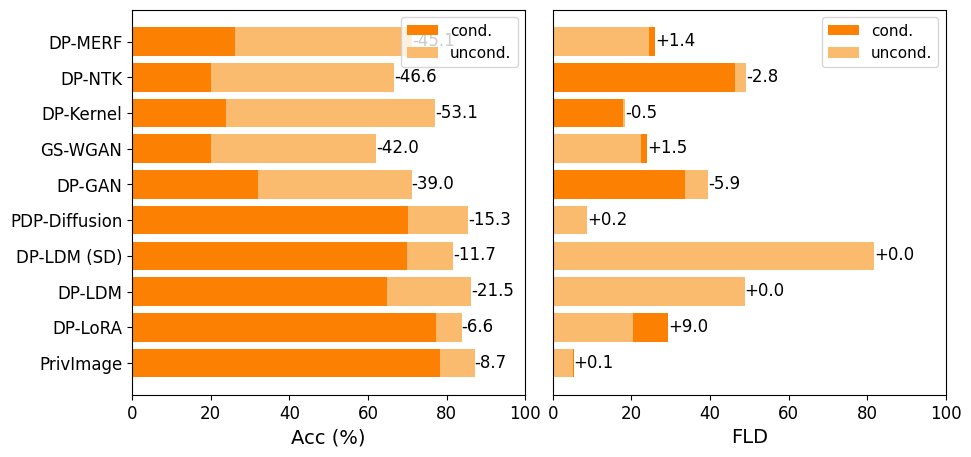 DP-MERF
DP-NTK
DP-Kernel
GS-WGAN
DP-GAN
PDP-Diffusion
DP-LDM (SD)
DP-LDM
DP-LoRA
PrivImage
-45.1
-46.6
-53.1
-42.0
-39.0
-15.3
-11.7
-21.5
-6.6
-8.7
cond.
uncond.
0 20 40 60 80 100
Acc (%)
+1.4
-2.8
-0.5
+1.5
-5.9
+0.2
+0.0
+0.0
+9.0
+0.1
cond.
uncond.
0 20 40 60 80 100
FLD